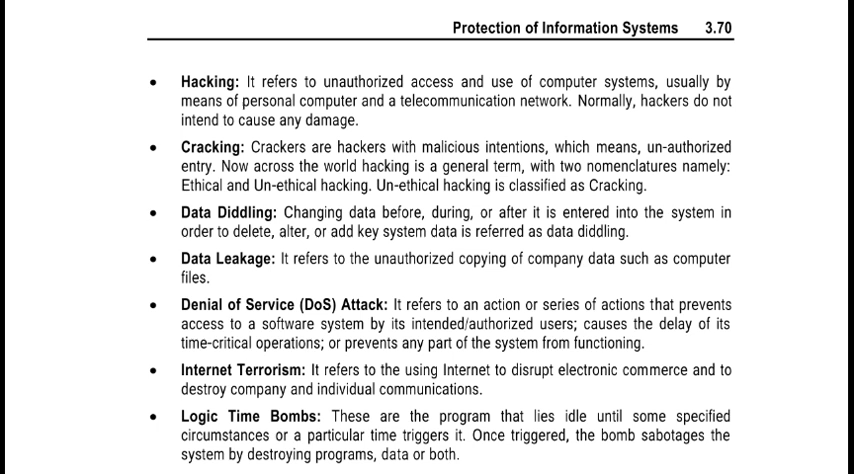 Protection of Information Systems 3.70
• Hacking: It refers to unauthorized access and use of computer systems, usually by
means of personal computer and a telecommunication network. Normally, hackers do not
intend to cause any damage.
• Cracking: Crackers are hackers with malicious intentions, which means, un-authorized
entry. Now across the world hacking is a general term, with two nomenclatures namely:
Ethical and Un-ethical hacking. Un-ethical hacking is classified as Cracking.
• Data Diddling: Changing data before, during, or after it is entered into the system in
order to delete, alter, or add key system data is referred as data diddling.
• Data Leakage: It refers to the unauthorized copying of company data such as computer
files.
• Denial of Service (DoS) Attack: It refers to an action or series of actions that prevents
access to a software system by its intended/authorized users; causes the delay of its
time-critical operations; or prevents any part of the system from functioning.
• Internet Terrorism: It refers to the using Internet to disrupt electronic commerce and to
destroy company and individual communications.
• Logic Time Bombs: These are the program that lies idle until some specified
circumstances or a particular time triggers it. Once triggered, the bomb sabotages the
system by destroying programs, data or both.